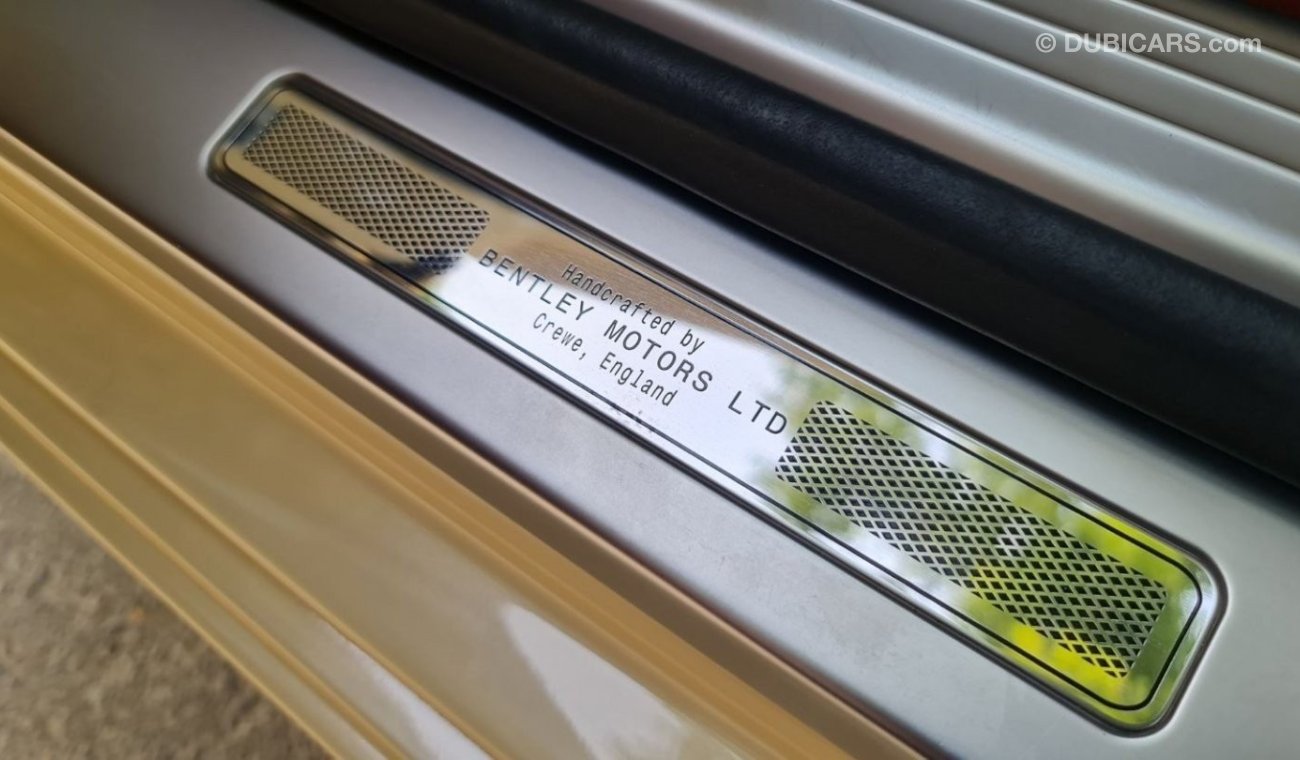 © DUBICARS.com
Handcrafted by
BENTLEY MOTORS LTD
Crewe, England